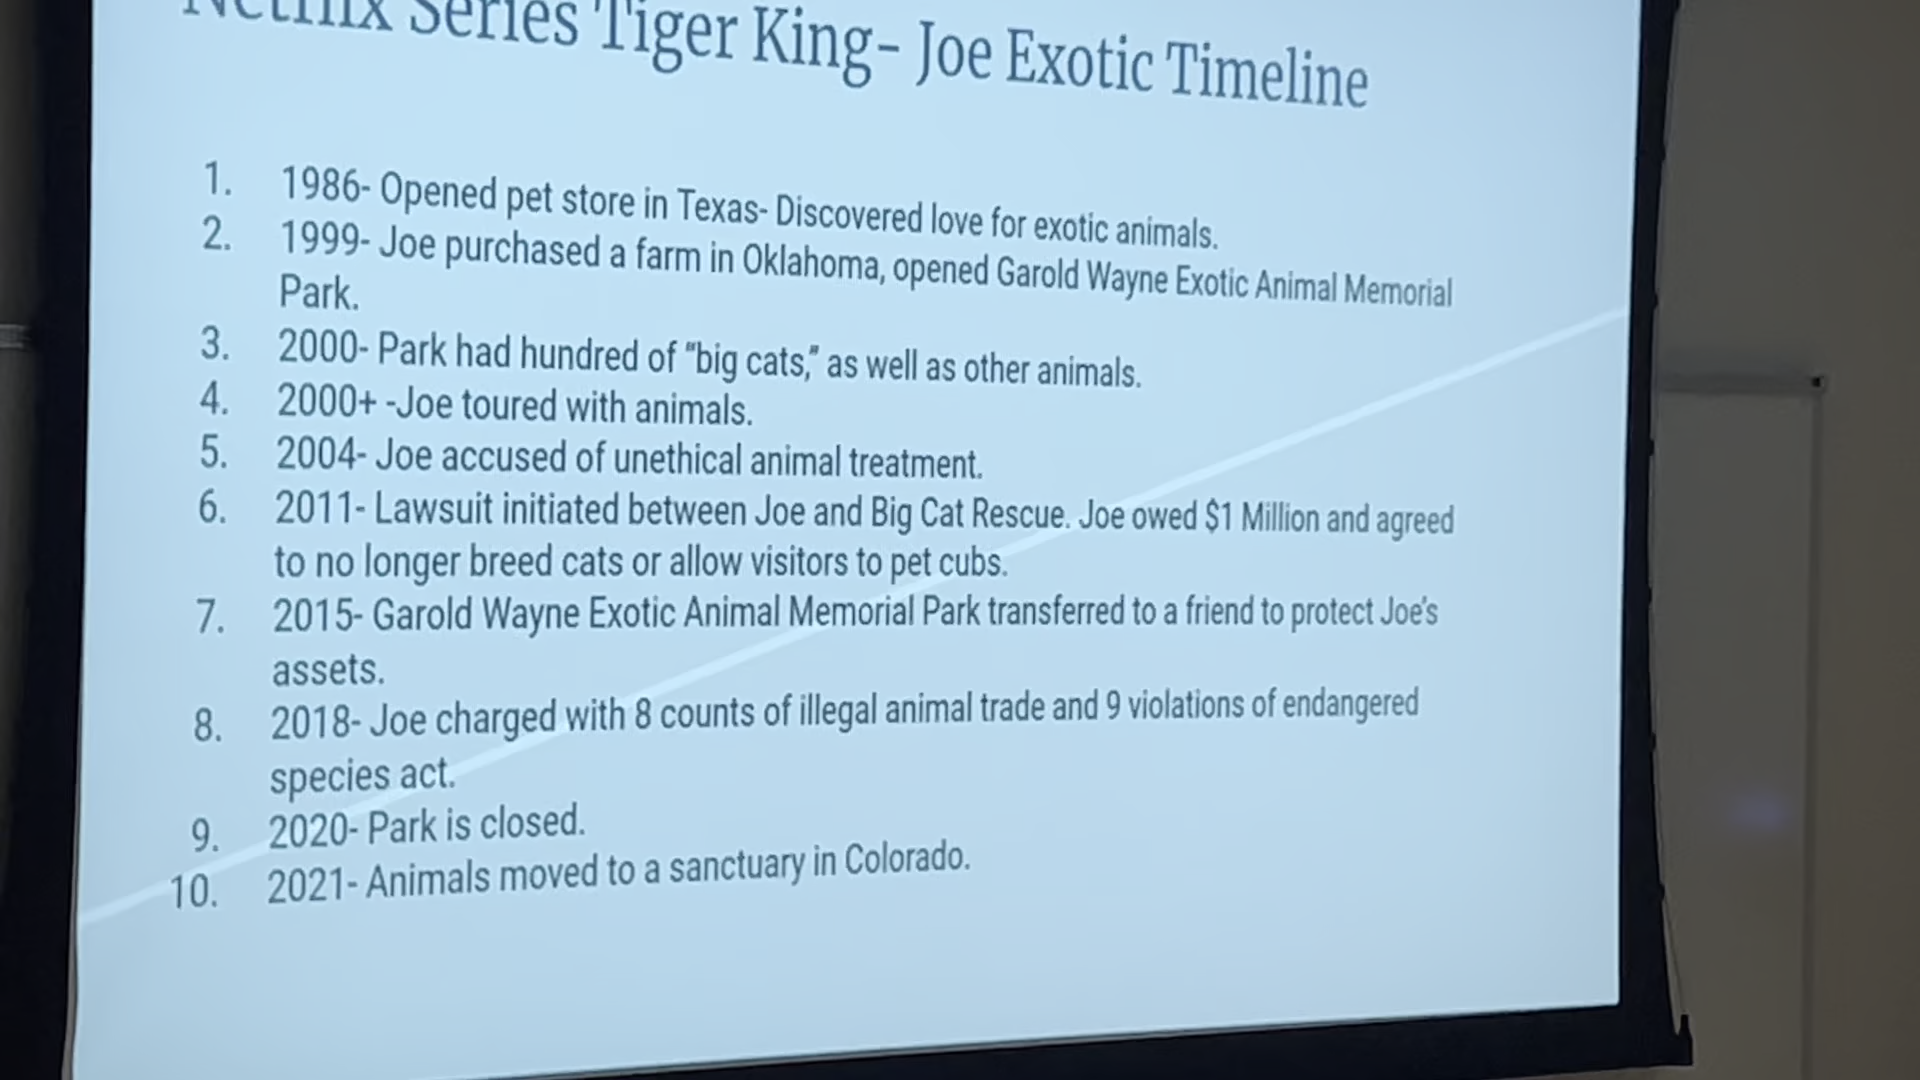 Netflix Series Tiger King- Joe Exotic Timeline
1. 1986- Opened pet store in Texas- Discovered love for exotic animals.
2. 1999- Joe purchased a farm in Oklahoma, opened Garold Wayne Exotic Animal Memorial
Park.
3. 2000- Park had hundred of "big cats," as well as other animals.
4. 2000+ -Joe toured with animals.
5. 2004- Joe accused of unethical animal treatment.
6. 2011- Lawsuit initiated between Joe and Big Cat Rescue. Joe owed $1 Million and agreed
to no longer breed cats or allow visitors to pet cubs.
7. 2015- Garold Wayne Exotic Animal Memorial Park transferred to a friend to protect Joe's
assets.
8. 2018- Joe charged with 8 counts of illegal animal trade and 9 violations of endangered
species act.
9. 2020- Park is closed.
10. 2021- Animals moved to a sanctuary in Colorado.